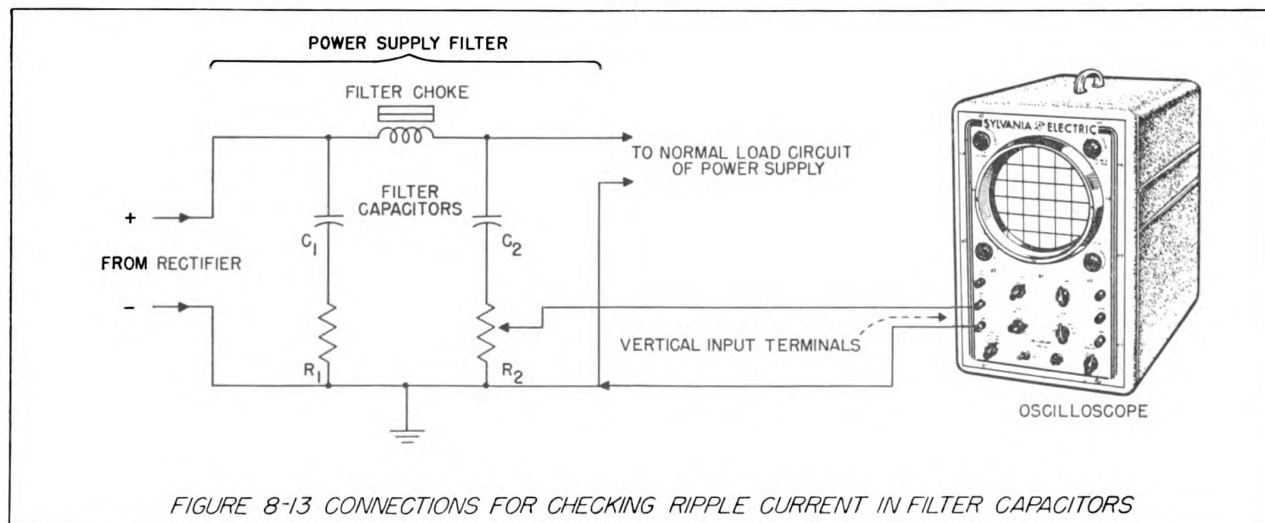 POWER SUPPLY FILTER
FILTER CHOKE
SYLVANIA ELECTRIC
TO NORMAL LOAD CIRCUIT
OF POWER SUPPLY
FILTER
CAPACITORS
+
C1
C2
FROM RECTIFIER
-
R1
R2
VERTICAL INPUT TERMINALS
OSCILLOSCOPE
FIGURE 8-13 CONNECTIONS FOR CHECKING RIPPLE CURRENT IN FILTER CAPACITORS